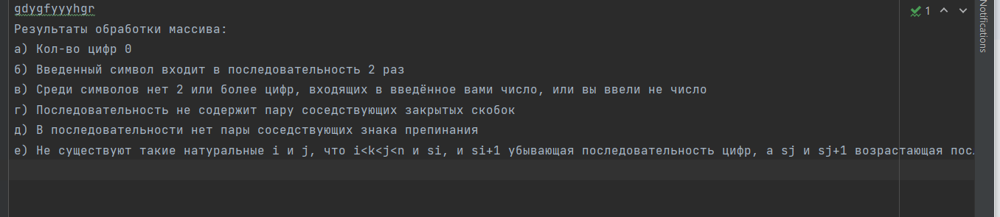 gdygfyyyhgr
Результаты обработки массива:
а) Кол-во цифр 0
б) Введенный символ входит в последовательность 2 раз
в) Среди символов нет 2 или более цифр, входящих в введённое вами число, или вы ввели не число
г) Последовательность не содержит пару соседствующих закрытых скобок
д) В последовательности нет пары соседствующих знака препинания
е) Не существуют такие натуральные i и j, что i<k<j<n и si, и si+1 убывающая последовательность цифр, а sj и sj+1 возрастающая
1
Notifications